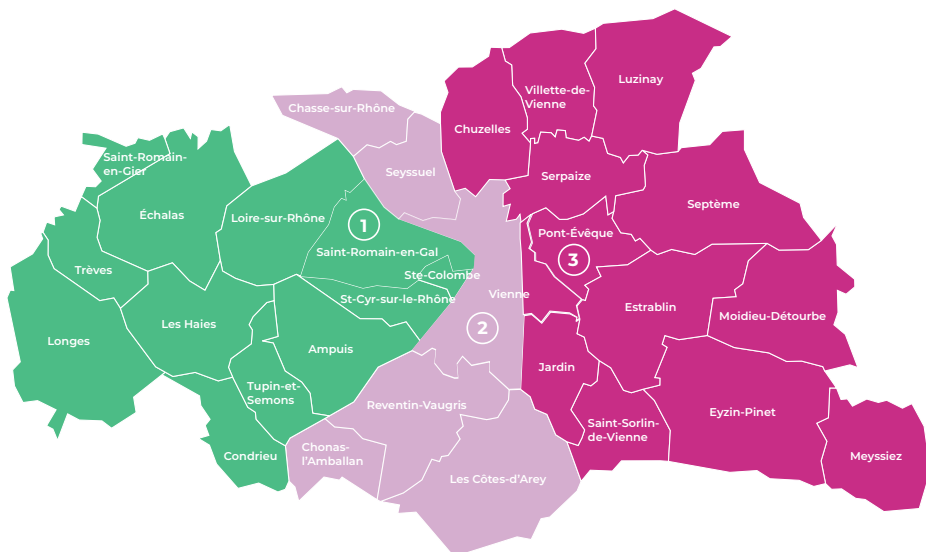 Luzinay
Villette-de-
Vienne
Chasse-sur-Rhône
Chuzelles
Saint-Romain-
en-Gier
Seyssuel
Serpaize
Septème
Échalas
Loire-sur-Rhône
1
Pont-Évêque
Saint-Romain-en-Gal
3
Trèves
Ste-Colombe
Vienne
St-Cyr-sur-le-Rhône
Estrablin
Moidieu-Détourbe
Les Haies
2
Longes
Ampuis
Jardin
Tupin-et-
Semons
Reventin-Vaugris
Eyzin-Pinet
Saint-Sorlin-
de-Vienne
Condrieu
Chonas-
l'Amballan
Meyssiez
Les Côtes-d'Arey